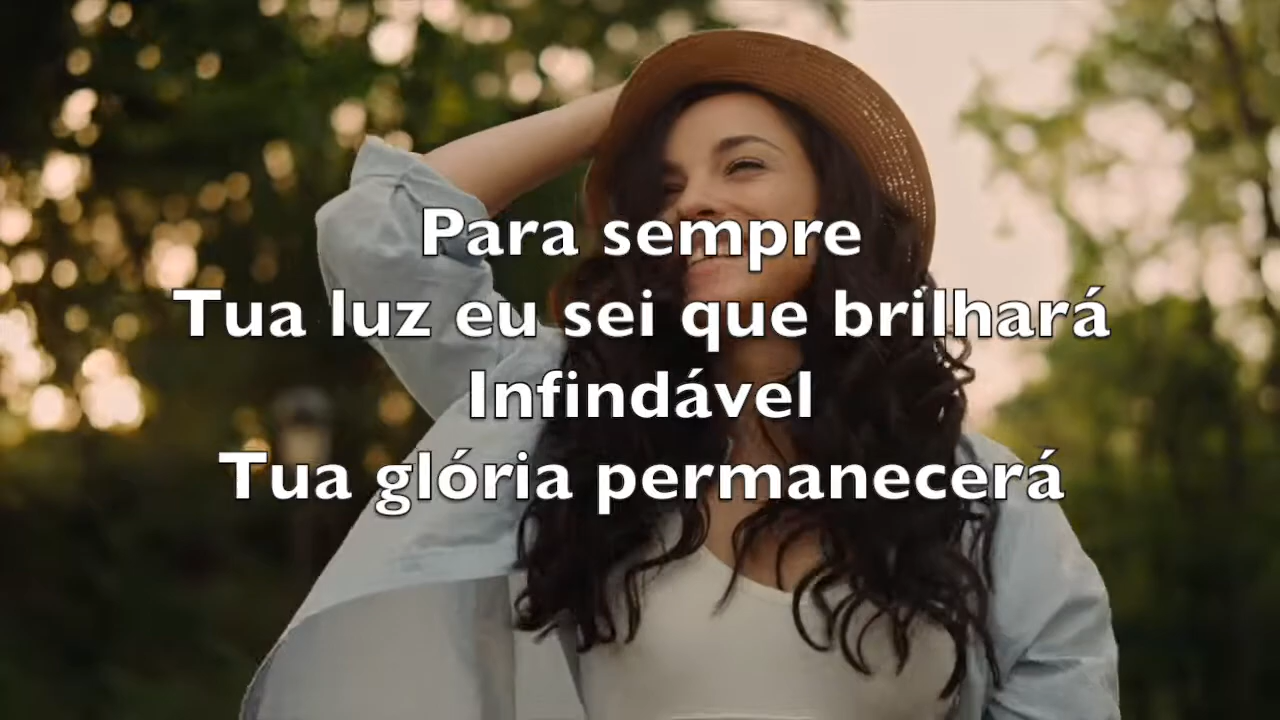 Para sempre
Tua luz eu sei que brilhará
Infindável
Tua glória permanecerá